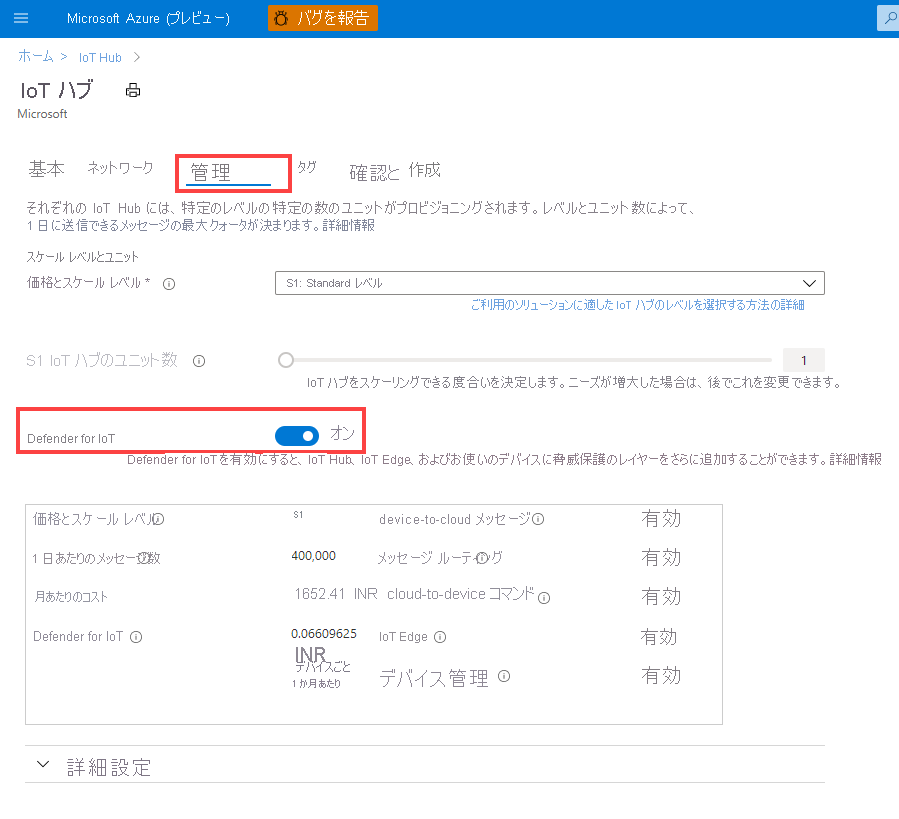 Microsoft Azure (プレビュー)
バグを報告
ホーム > IoT Hub >
IoT ハブ
Microsoft
基本 ネットワーク 管理 タグ 確認と 作成
それぞれの IoT Hub には、特定のレベルの特定の数のユニットがプロビジョニングされます。レベルとユニット数によって、
1 日に送信できるメッセージの最大クォータが決まります。詳細情報
スケール レベルとユニット
価格とスケール レベル * S1: Standard レベル
ご利用のソリューションに適した IoT ハブのレベルを選択する方法の詳細
S1 IoT ハブのユニット数 1
IoT ハブをスケーリングできる度合いを決定します。ニーズが増大した場合は、後でこれを変更できます。
Defender for IoT オン
Defender for IoTを有効にすると、IoT Hub、IoT Edge、およびお使いのデバイスに脅威保護のレイヤーをさらに追加することができます。詳細情報
価格とスケール レベル S1 device-to-cloud メッセージ 有効
1 日あたりのメッセージ数 400,000 メッセージ ルーティング 有効
月あたりのコスト 1652.41 INR cloud-to-device コマンド 有効
Defender for IoT 0.06609625 IoT Edge 有効
INR
デバイスごと
1 か月あたり デバイス管理 有効
詳細設定